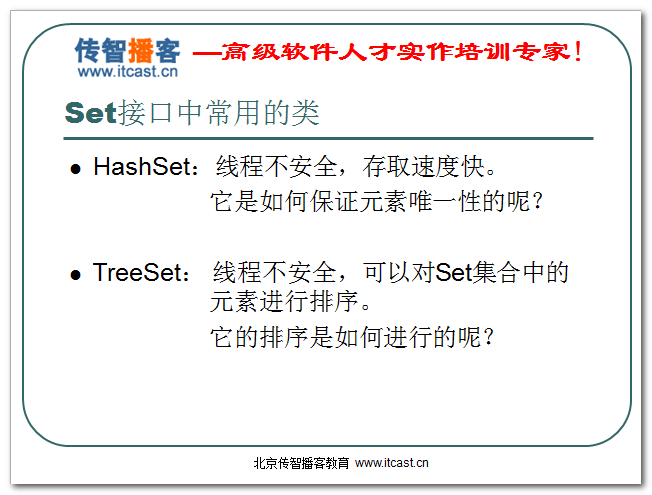 传智播客 —高级软件人才实作培训专家!
www.itcast.cn
Set接口中常用的类
● HashSet：线程不安全，存取速度快。
它是如何保证元素唯一性的呢？
● TreeSet： 线程不安全，可以对Set集合中的
元素进行排序。
它的排序是如何进行的呢？
北京传智播客教育 www.itcast.cn